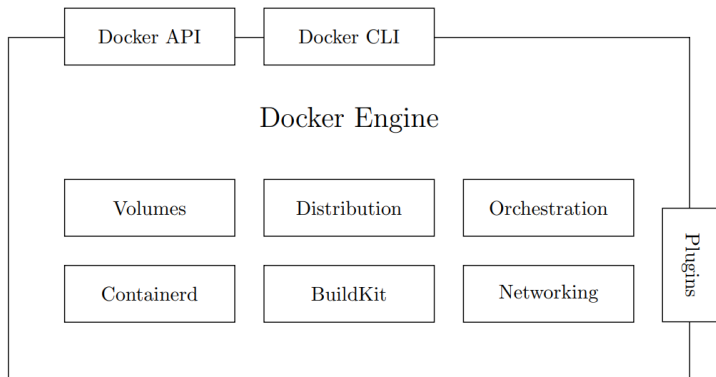 Docker API
Docker CLI
Docker Engine
Volumes
Distribution
Orchestration
Plugins
Containerd
BuildKit
Networking